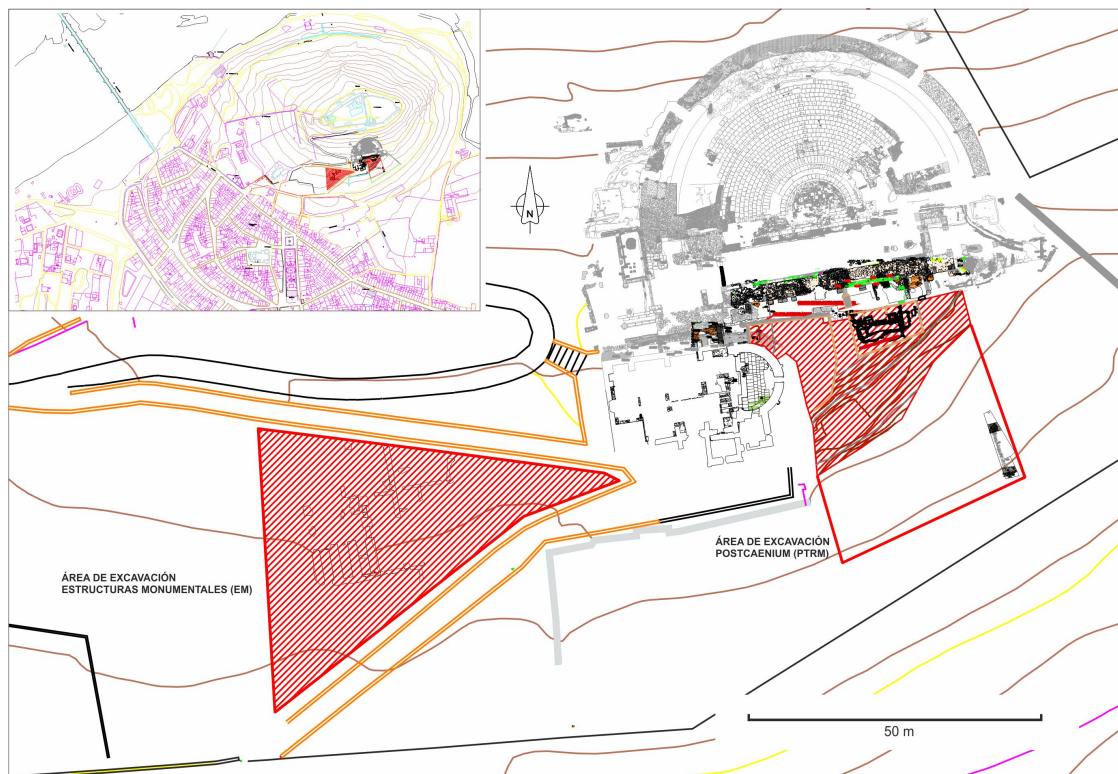 N
ÁREA DE EXCAVACIÓN
POSTCAENIUM (PTRM)
ÁREA DE EXCAVACIÓN
ESTRUCTURAS MONUMENTALES (EM)
50 m